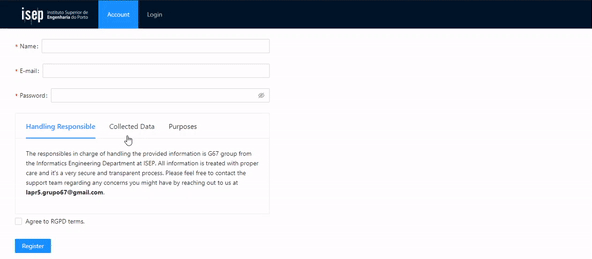 isep Instituto Superior de
Engenharia do Porto
Account Login
* Name:
* E-mail:
* Password:
Handling Responsible Collected Data Purposes
The responsibles in charge of handling the provided information is G67 group from
the Informatics Engineering Department at ISEP. All information is treated with proper
care and it's a very secure and transparent process. Please feel free to contact the
support team regarding any concerns you might have by reaching out to us at
lapr5.grupo67@gmail.com.
Agree to RGPD terms.
Register